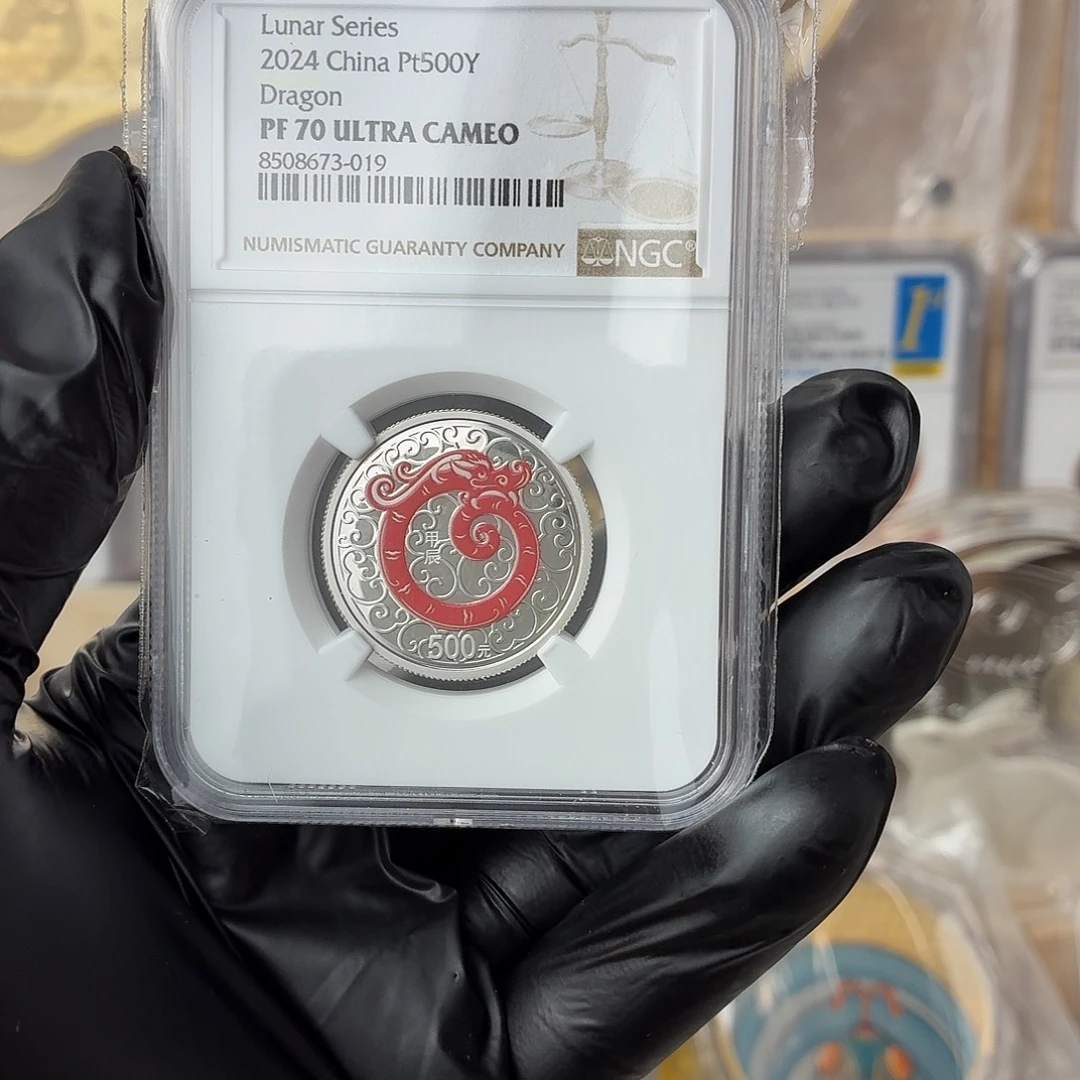 Lunar Series
2024 China Pt500Y
Dragon
PF 70 ULTRA CAMEO
8508673-019
NUMISMATIC GUARANTY COMPANY
NGC®
甲辰
500元
1st